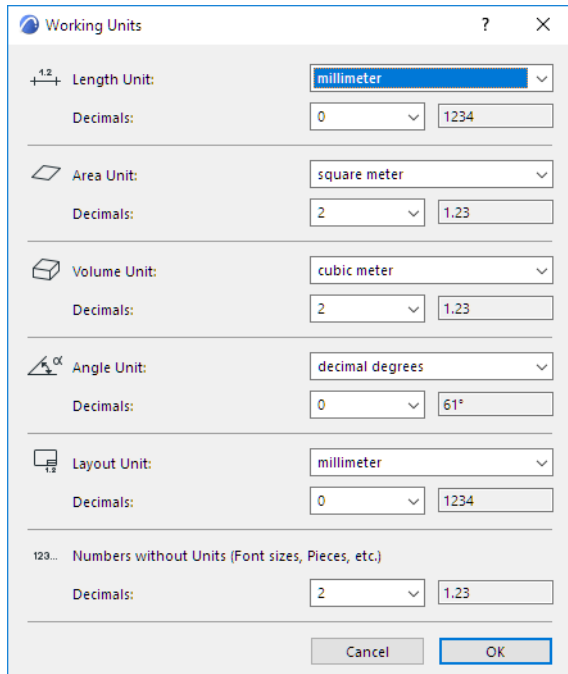 Working Units ? ×
1.2 Length Unit: millimeter
Decimals: 0 1234
Area Unit: square meter
Decimals: 2 1.23
Volume Unit: cubic meter
Decimals: 2 1.23
α Angle Unit: decimal degrees
Decimals: 0 61°
1.2 Layout Unit: millimeter
Decimals: 0 1234
123... Numbers without Units (Font sizes, Pieces, etc.)
Decimals: 2 1.23
Cancel OK